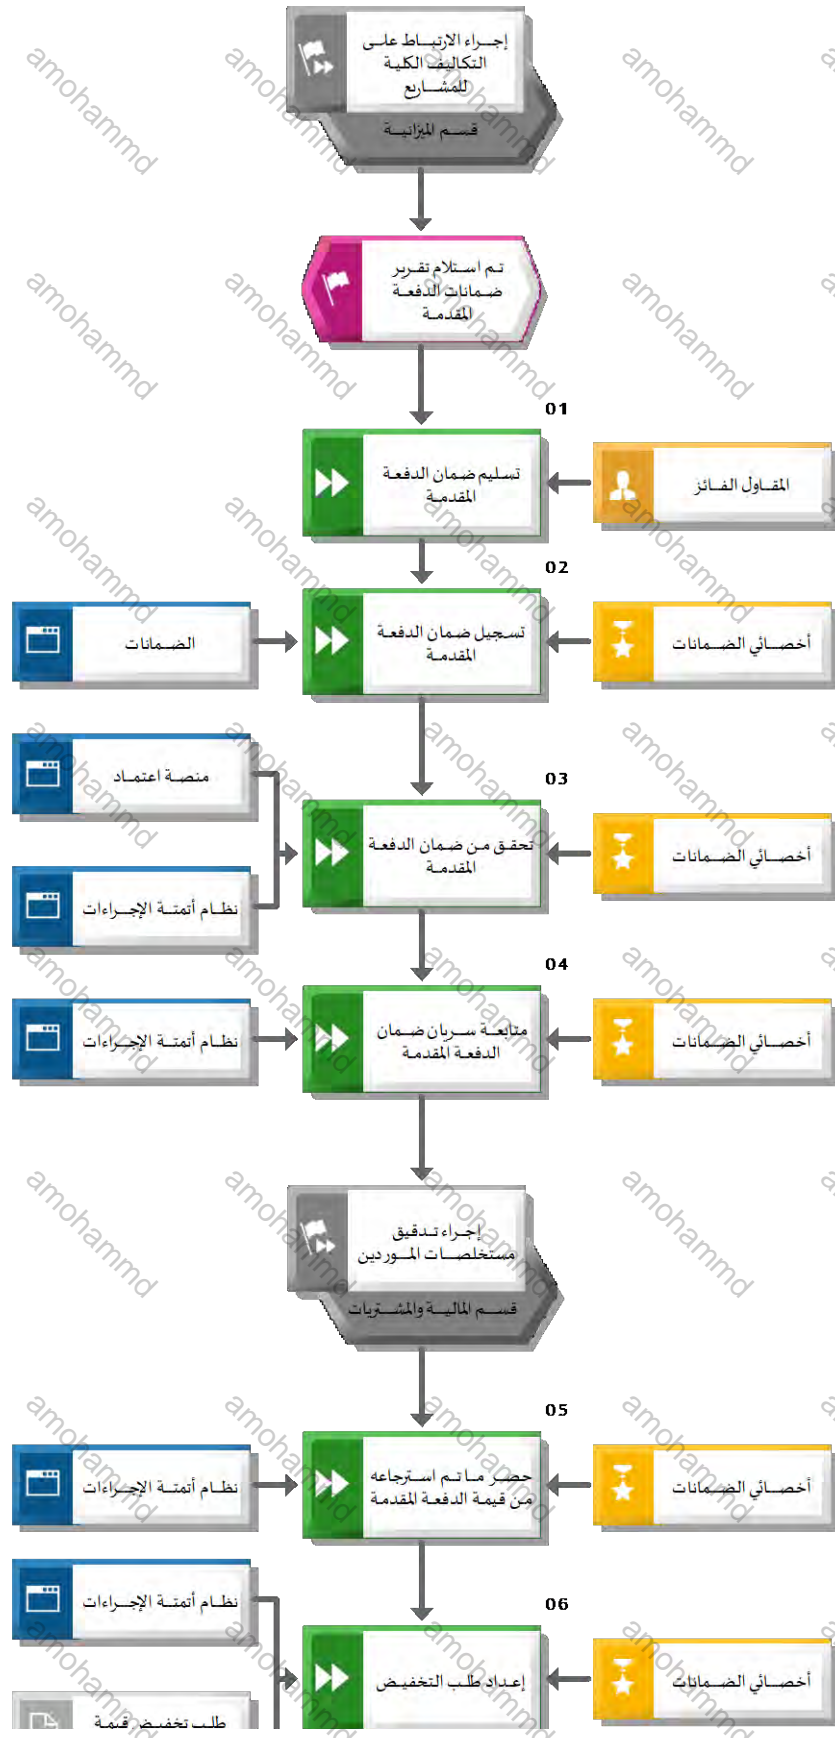 إجراء الارتباط على
التكاليف الكلية
للمشاريع
قسم الميزانية
تم استلام تقرير
ضمانات الدفعة
المقدمة
01
تسليم ضمان الدفعة
المقدمة
المقاول الفائز
02
أخصائي الضمانات
تسجيل ضمان الدفعة
المقدمة
الضمانات
03
أخصائي الضمانات
تحقق من ضمان الدفعة
المقدمة
منصة اعتماد
نظام أتمتة الإجراءات
04
أخصائي الضمانات
متابعة سريان ضمان
الدفعة المقدمة
نظام أتمتة الإجراءات
إجراء تدقيق
مستخلصات الموردين
قسم المالية والمشتريات
05
أخصائي الضمانات
حصر ما تم استرجاعه
من قيمة الدفعة المقدمة
نظام أتمتة الإجراءات
06
أخصائي الضمانات
إعداد طلب التخفيض
نظام أتمتة الإجراءات
طلب تخفيض قيمة
amohammd